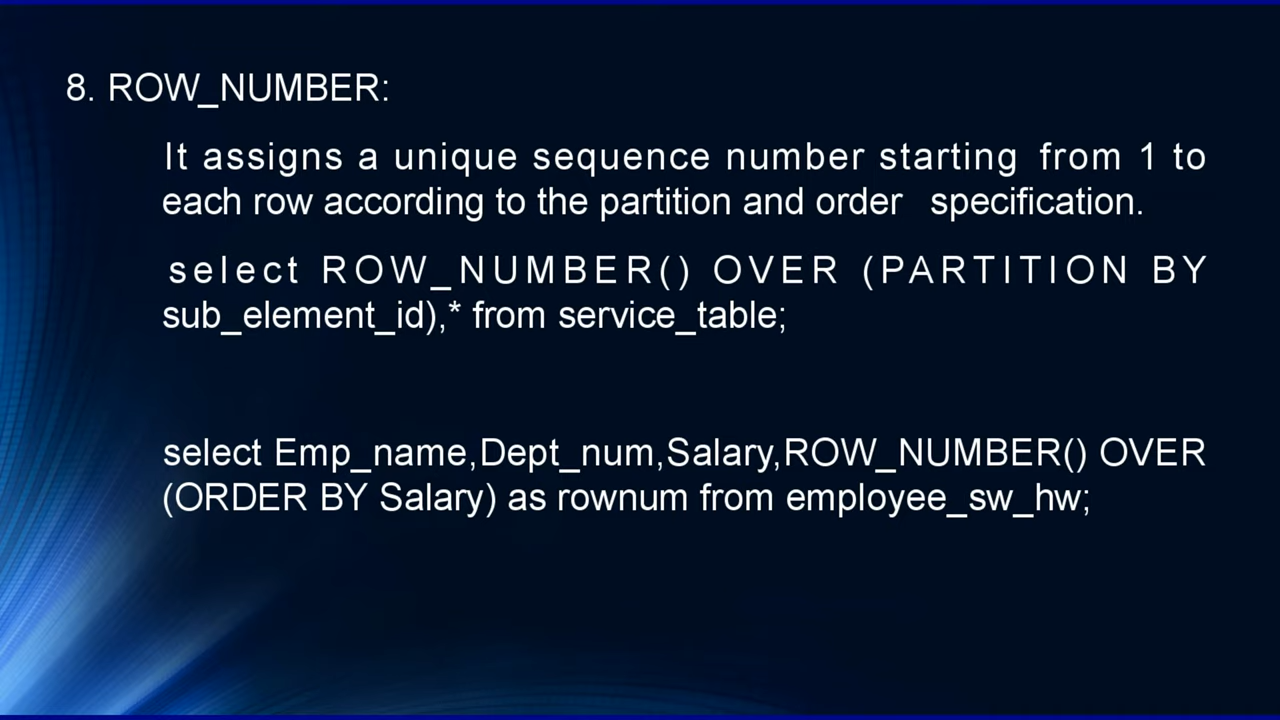 8. ROW_NUMBER:
It assigns a unique sequence number starting from 1 to
each row according to the partition and order specification.
select ROW_NUMBER() OVER (PARTITION BY
sub_element_id),* from service_table;
select Emp_name,Dept_num,Salary,ROW_NUMBER() OVER
(ORDER BY Salary) as rownum from employee_sw_hw;